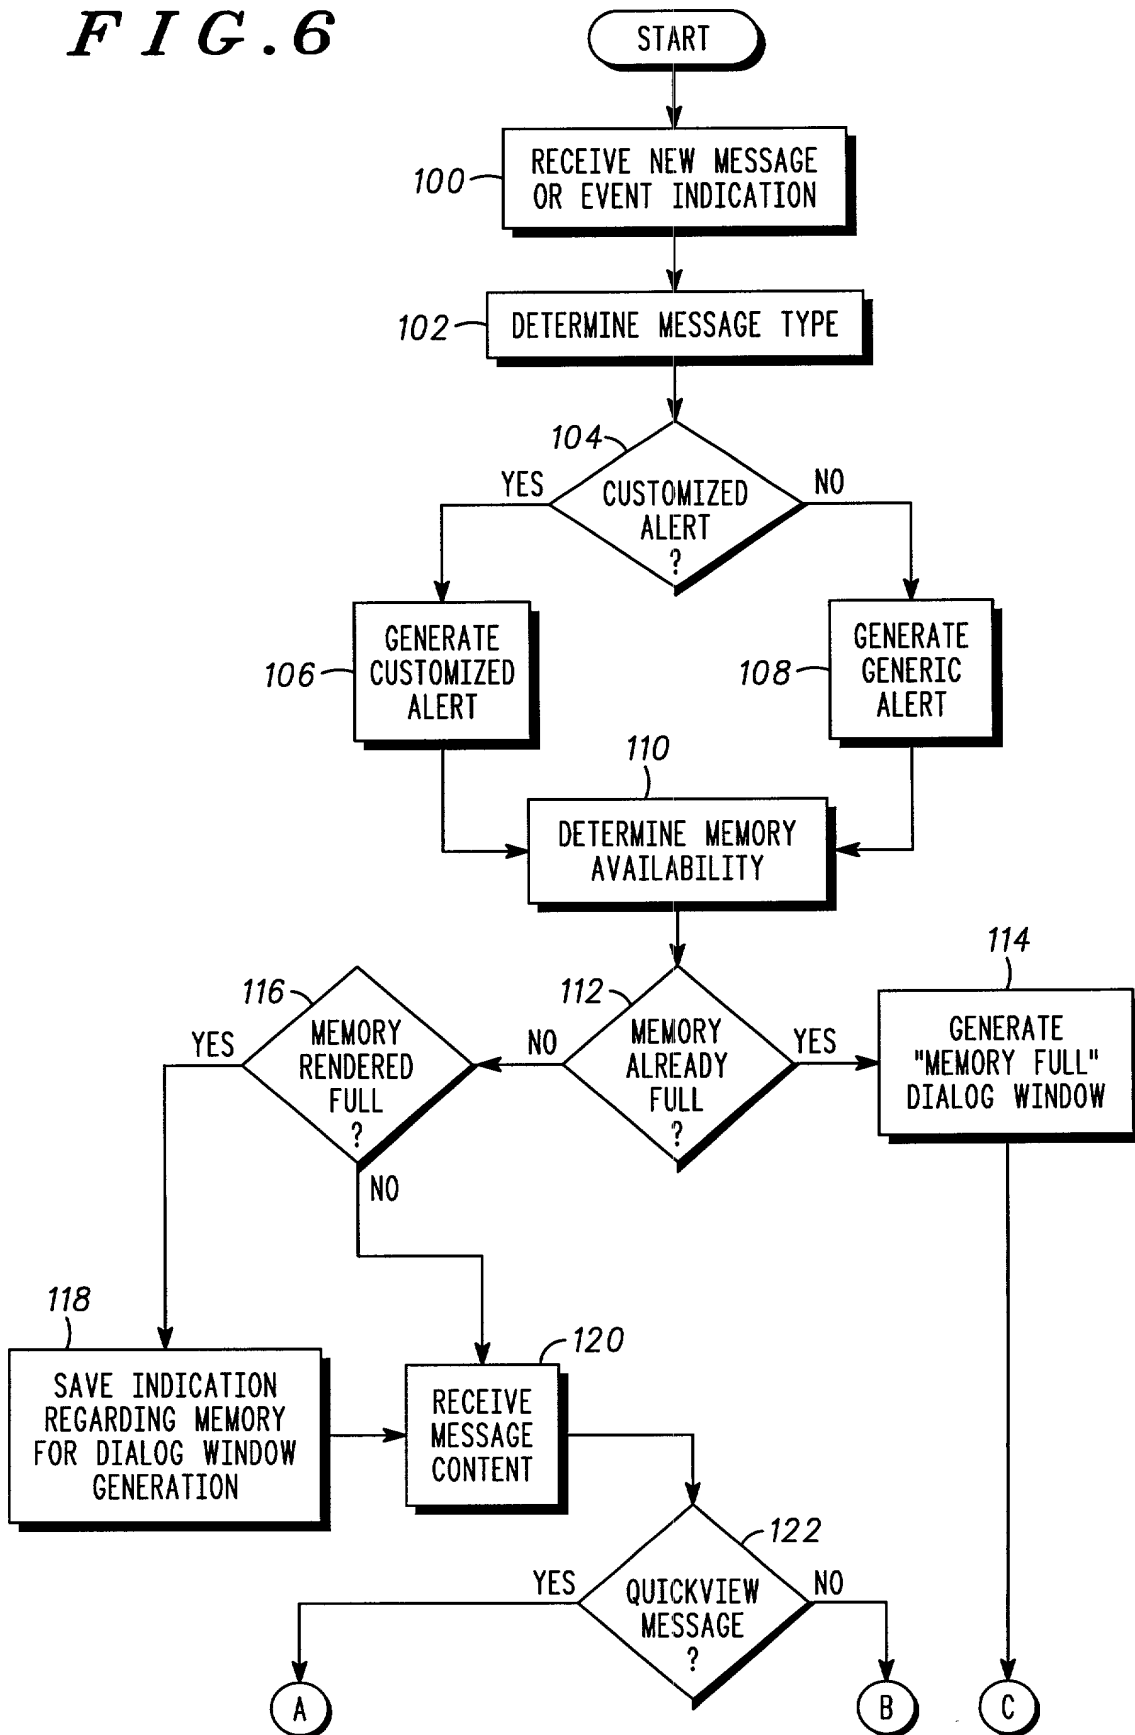 FIG.6
START
100
RECEIVE NEW MESSAGE
OR EVENT INDICATION
102
DETERMINE MESSAGE TYPE
104
YES
CUSTOMIZED
ALERT
?
NO
106
GENERATE
CUSTOMIZED
ALERT
108
GENERATE
GENERIC
ALERT
110
DETERMINE MEMORY
AVAILABILITY
116
YES
MEMORY
RENDERED
FULL
?
NO
112
NO
MEMORY
ALREADY
FULL
?
YES
114
GENERATE
"MEMORY FULL"
DIALOG WINDOW
118
SAVE INDICATION
REGARDING MEMORY
FOR DIALOG WINDOW
GENERATION
120
RECEIVE
MESSAGE
CONTENT
122
YES
QUICKVIEW
MESSAGE
?
NO
A
B
C